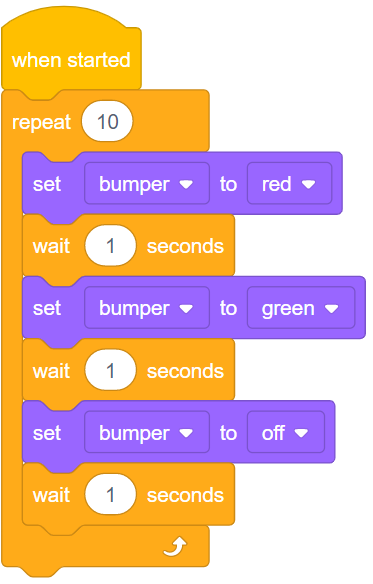 when started
repeat 10
set bumper to red
wait 1 seconds
set bumper to green
wait 1 seconds
set bumper to off
wait 1 seconds